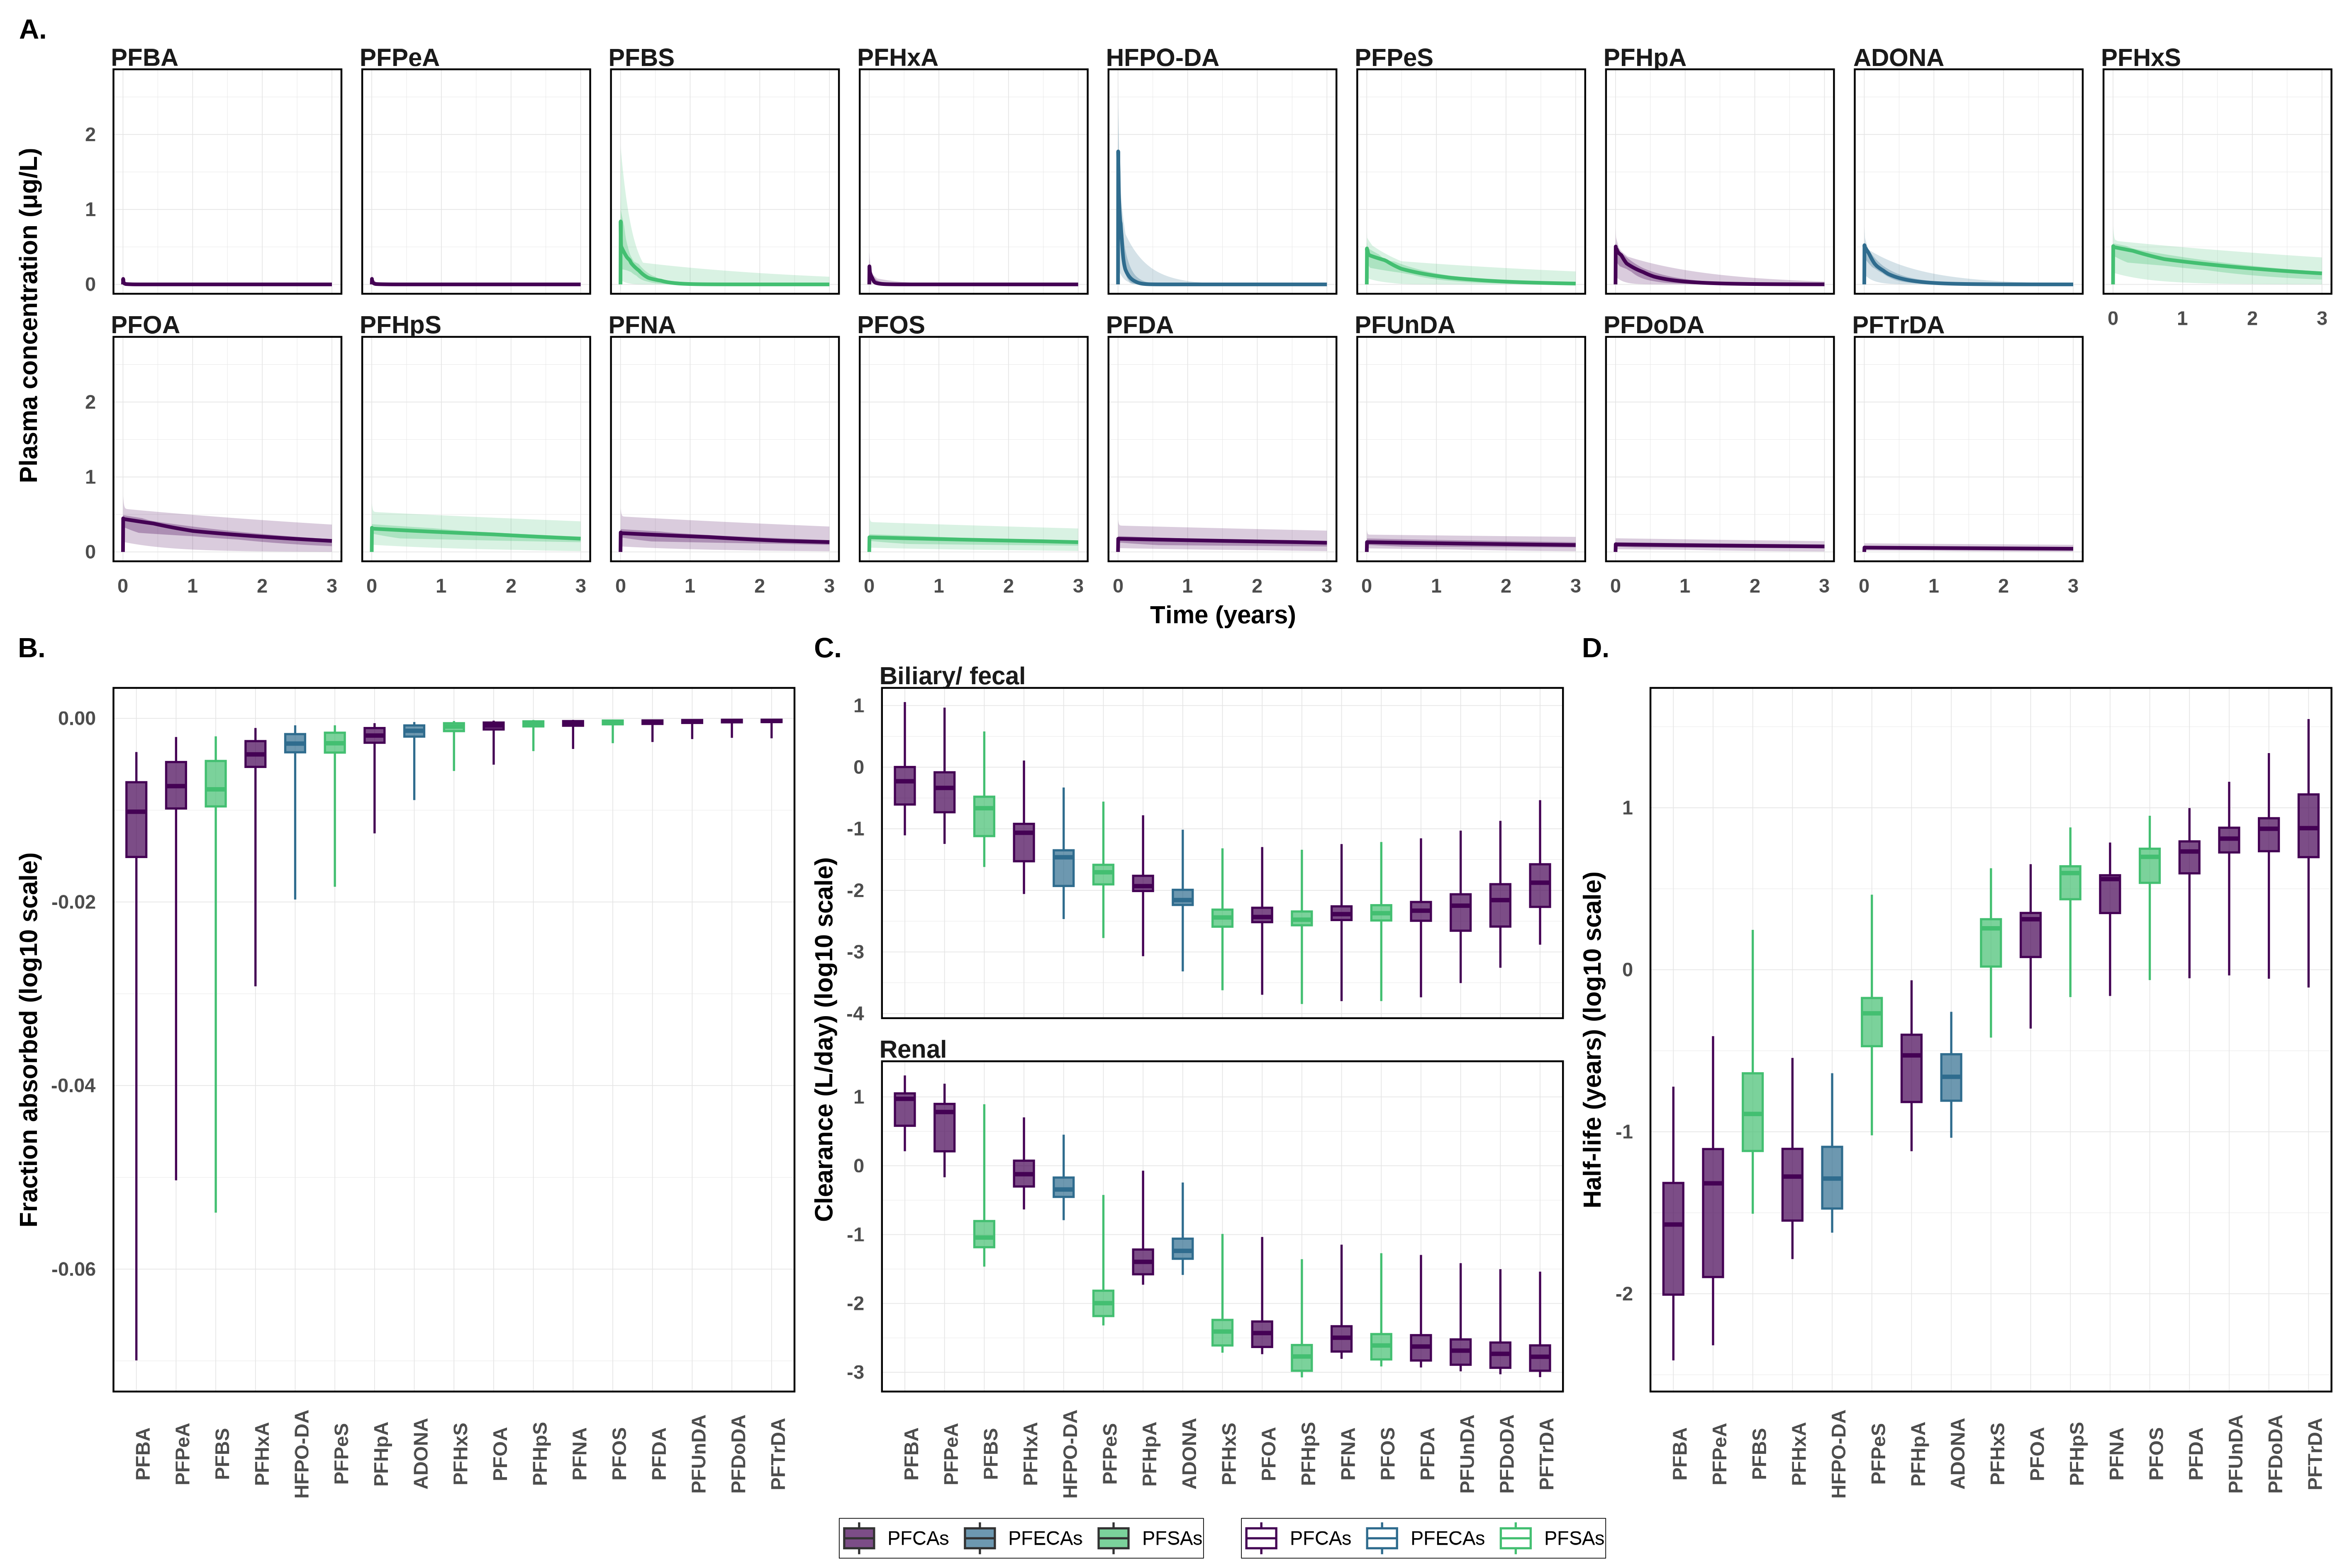 A.
PFBA PFPeA PFBS PFHxA HFPO-DA PFPeS PFHpA ADONA PFHxS
Plasma concentration (µg/L)
2
1
0
0 1 2 3
PFOA PFHpS PFNA PFOS PFDA PFUnDA PFDoDA PFTrDA
2
1
0
0 1 2 3 0 1 2 3 0 1 2 3 0 1 2 3 0 1 2 3 0 1 2 3 0 1 2 3 0 1 2 3
Time (years)
B.
Fraction absorbed (log10 scale)
0.00
-0.02
-0.04
-0.06
PFBA PFPeA PFBS PFHxA HFPO-DA PFPeS PFHpA ADONA PFHxS PFOA PFHpS PFNA PFOS PFDA PFUnDA PFDoDA PFTrDA
C.
Clearance (L/day) (log10 scale)
Biliary/ fecal
1
0
-1
-2
-3
-4
Renal
1
0
-1
-2
-3
PFBA PFPeA PFBS PFHxA HFPO-DA PFPeS PFHpA ADONA PFHxS PFOA PFHpS PFNA PFOS PFDA PFUnDA PFDoDA PFTrDA
D.
Half-life (years) (log10 scale)
1
0
-1
-2
PFBA PFPeA PFBS PFHxA HFPO-DA PFPeS PFHpA ADONA PFHxS PFOA PFHpS PFNA PFOS PFDA PFUnDA PFDoDA PFTrDA
PFCAs PFECAs PFSAs PFCAs PFECAs PFSAs